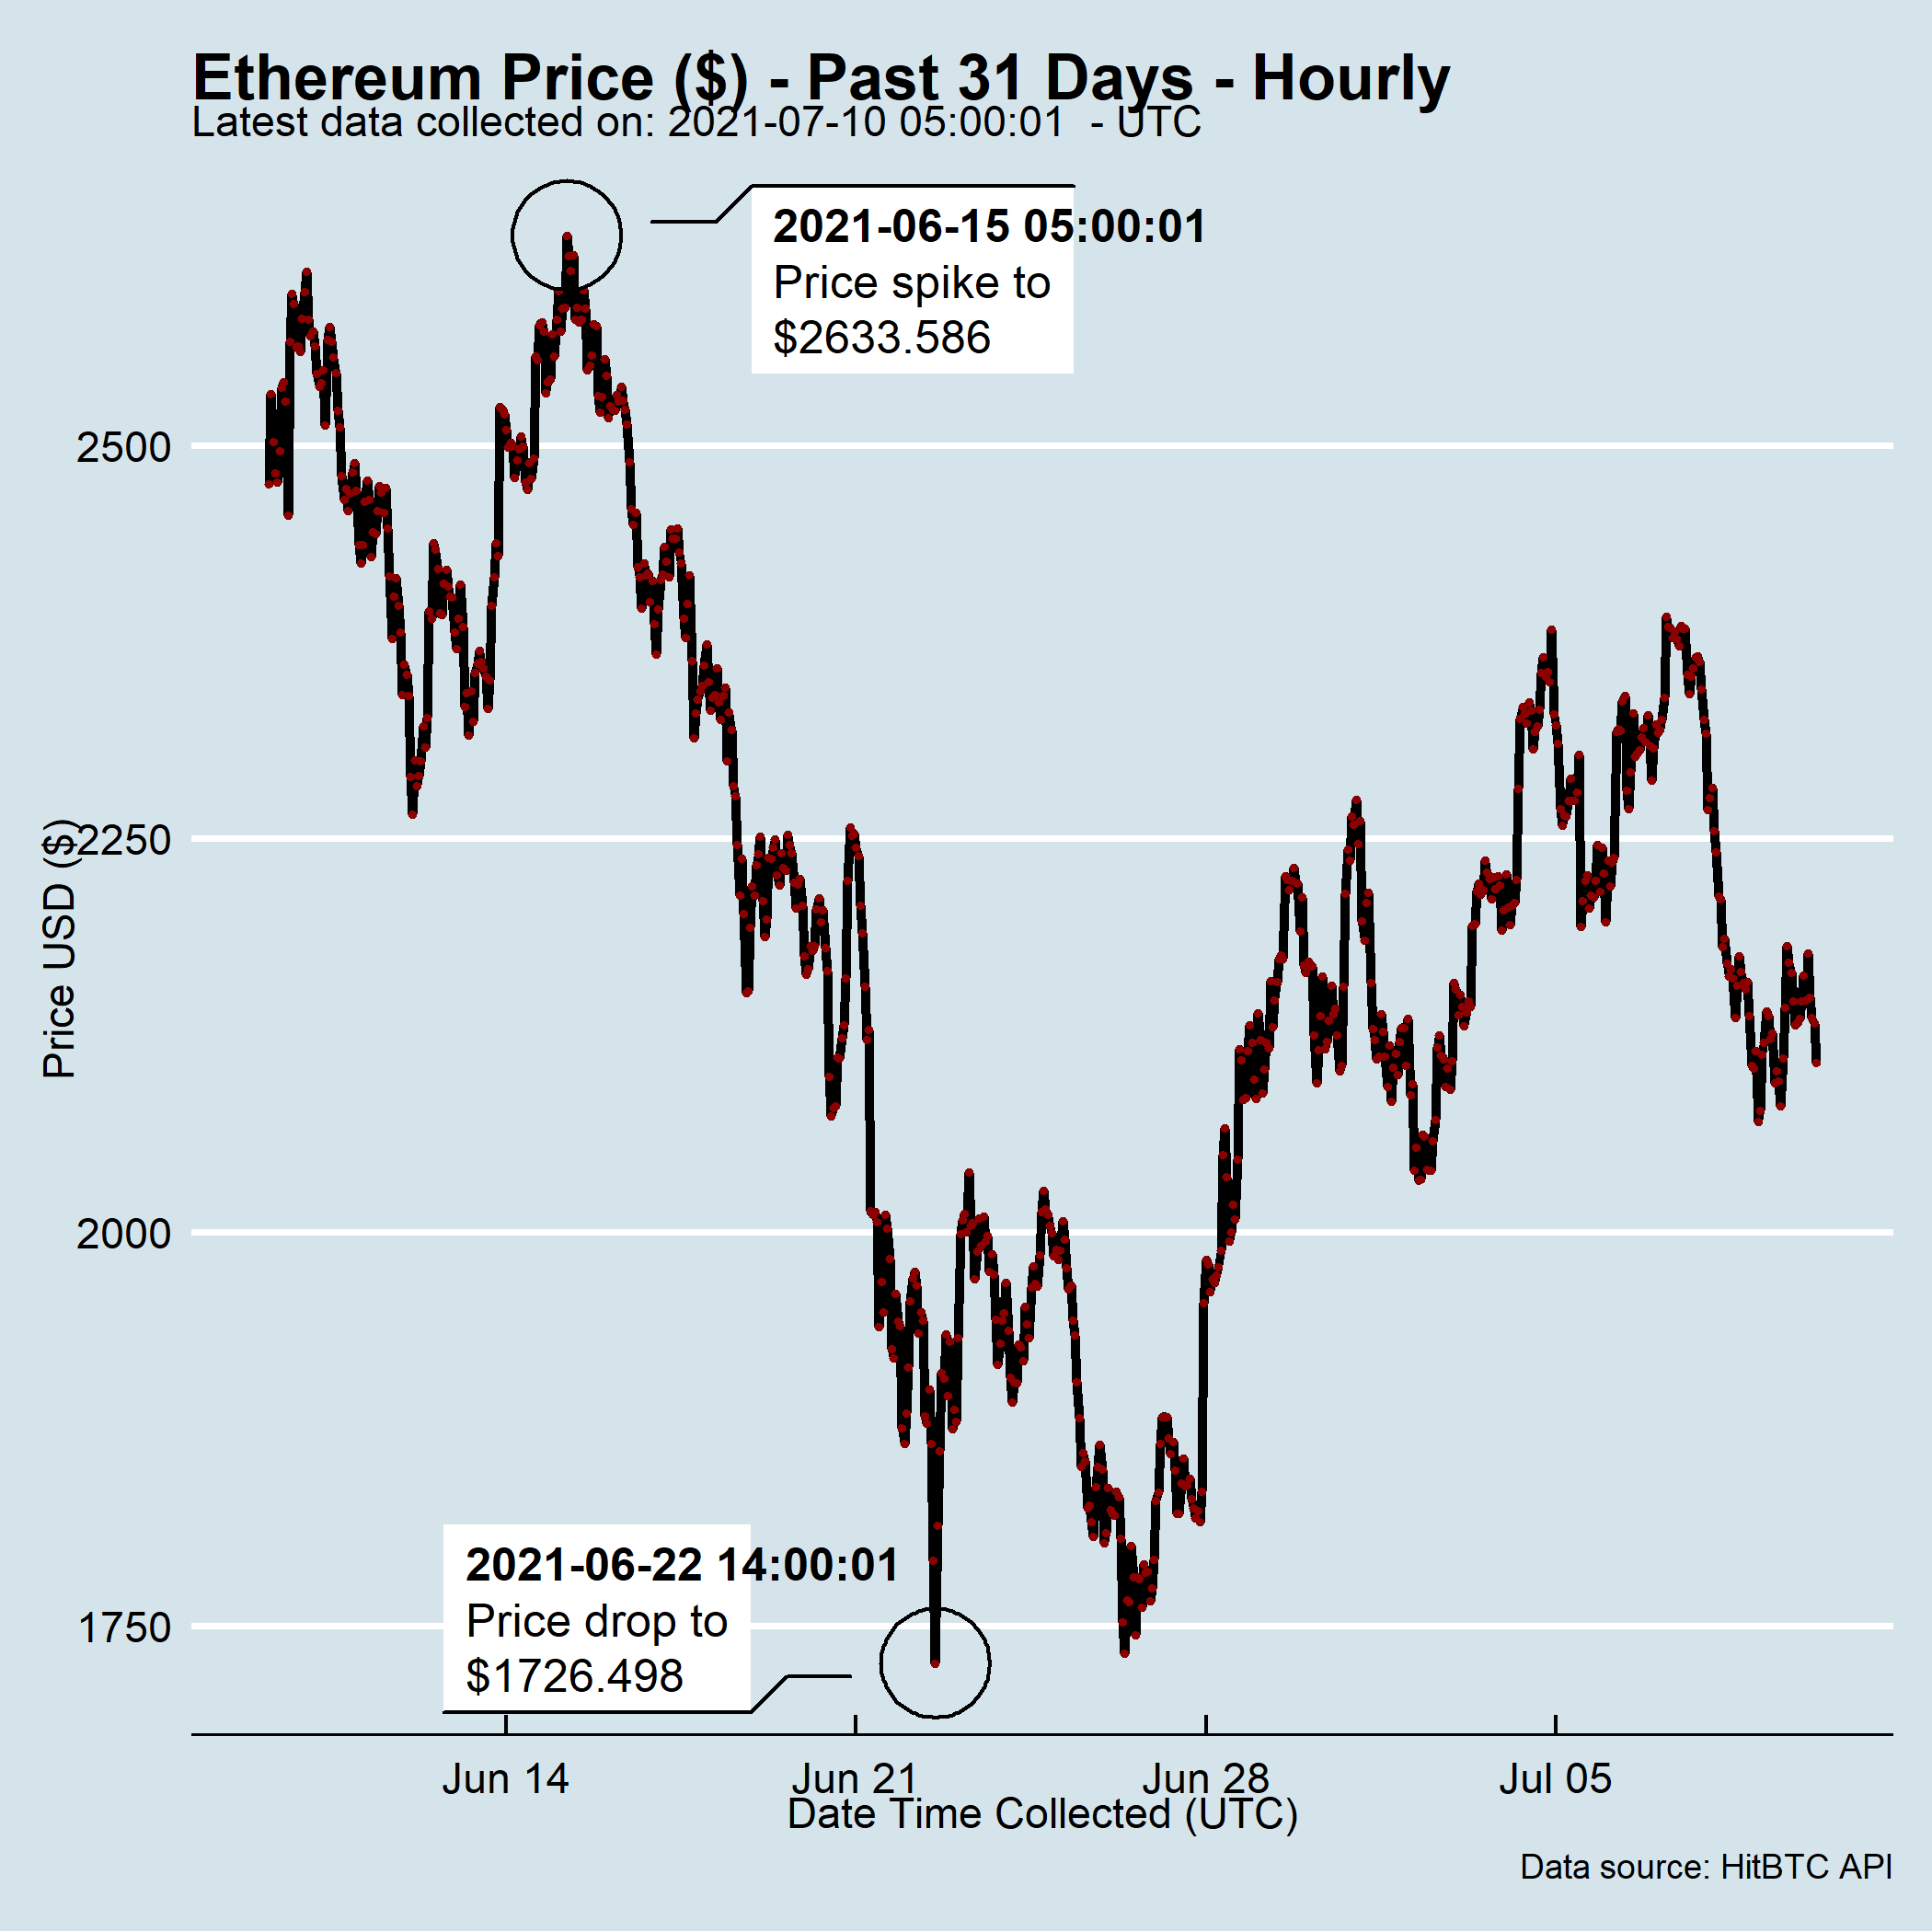 Ethereum Price ($) - Past 31 Days - Hourly
Latest data collected on: 2021-07-10 05:00:01  - UTC
2021-06-15 05:00:01
Price spike to
$2633.586
2500
2250
2000
1750
Price USD ($)
2021-06-22 14:00:01
Price drop to
$1726.498
Jun 14
Jun 21
Jun 28
Jul 05
Date Time Collected (UTC)
Data source: HitBTC API